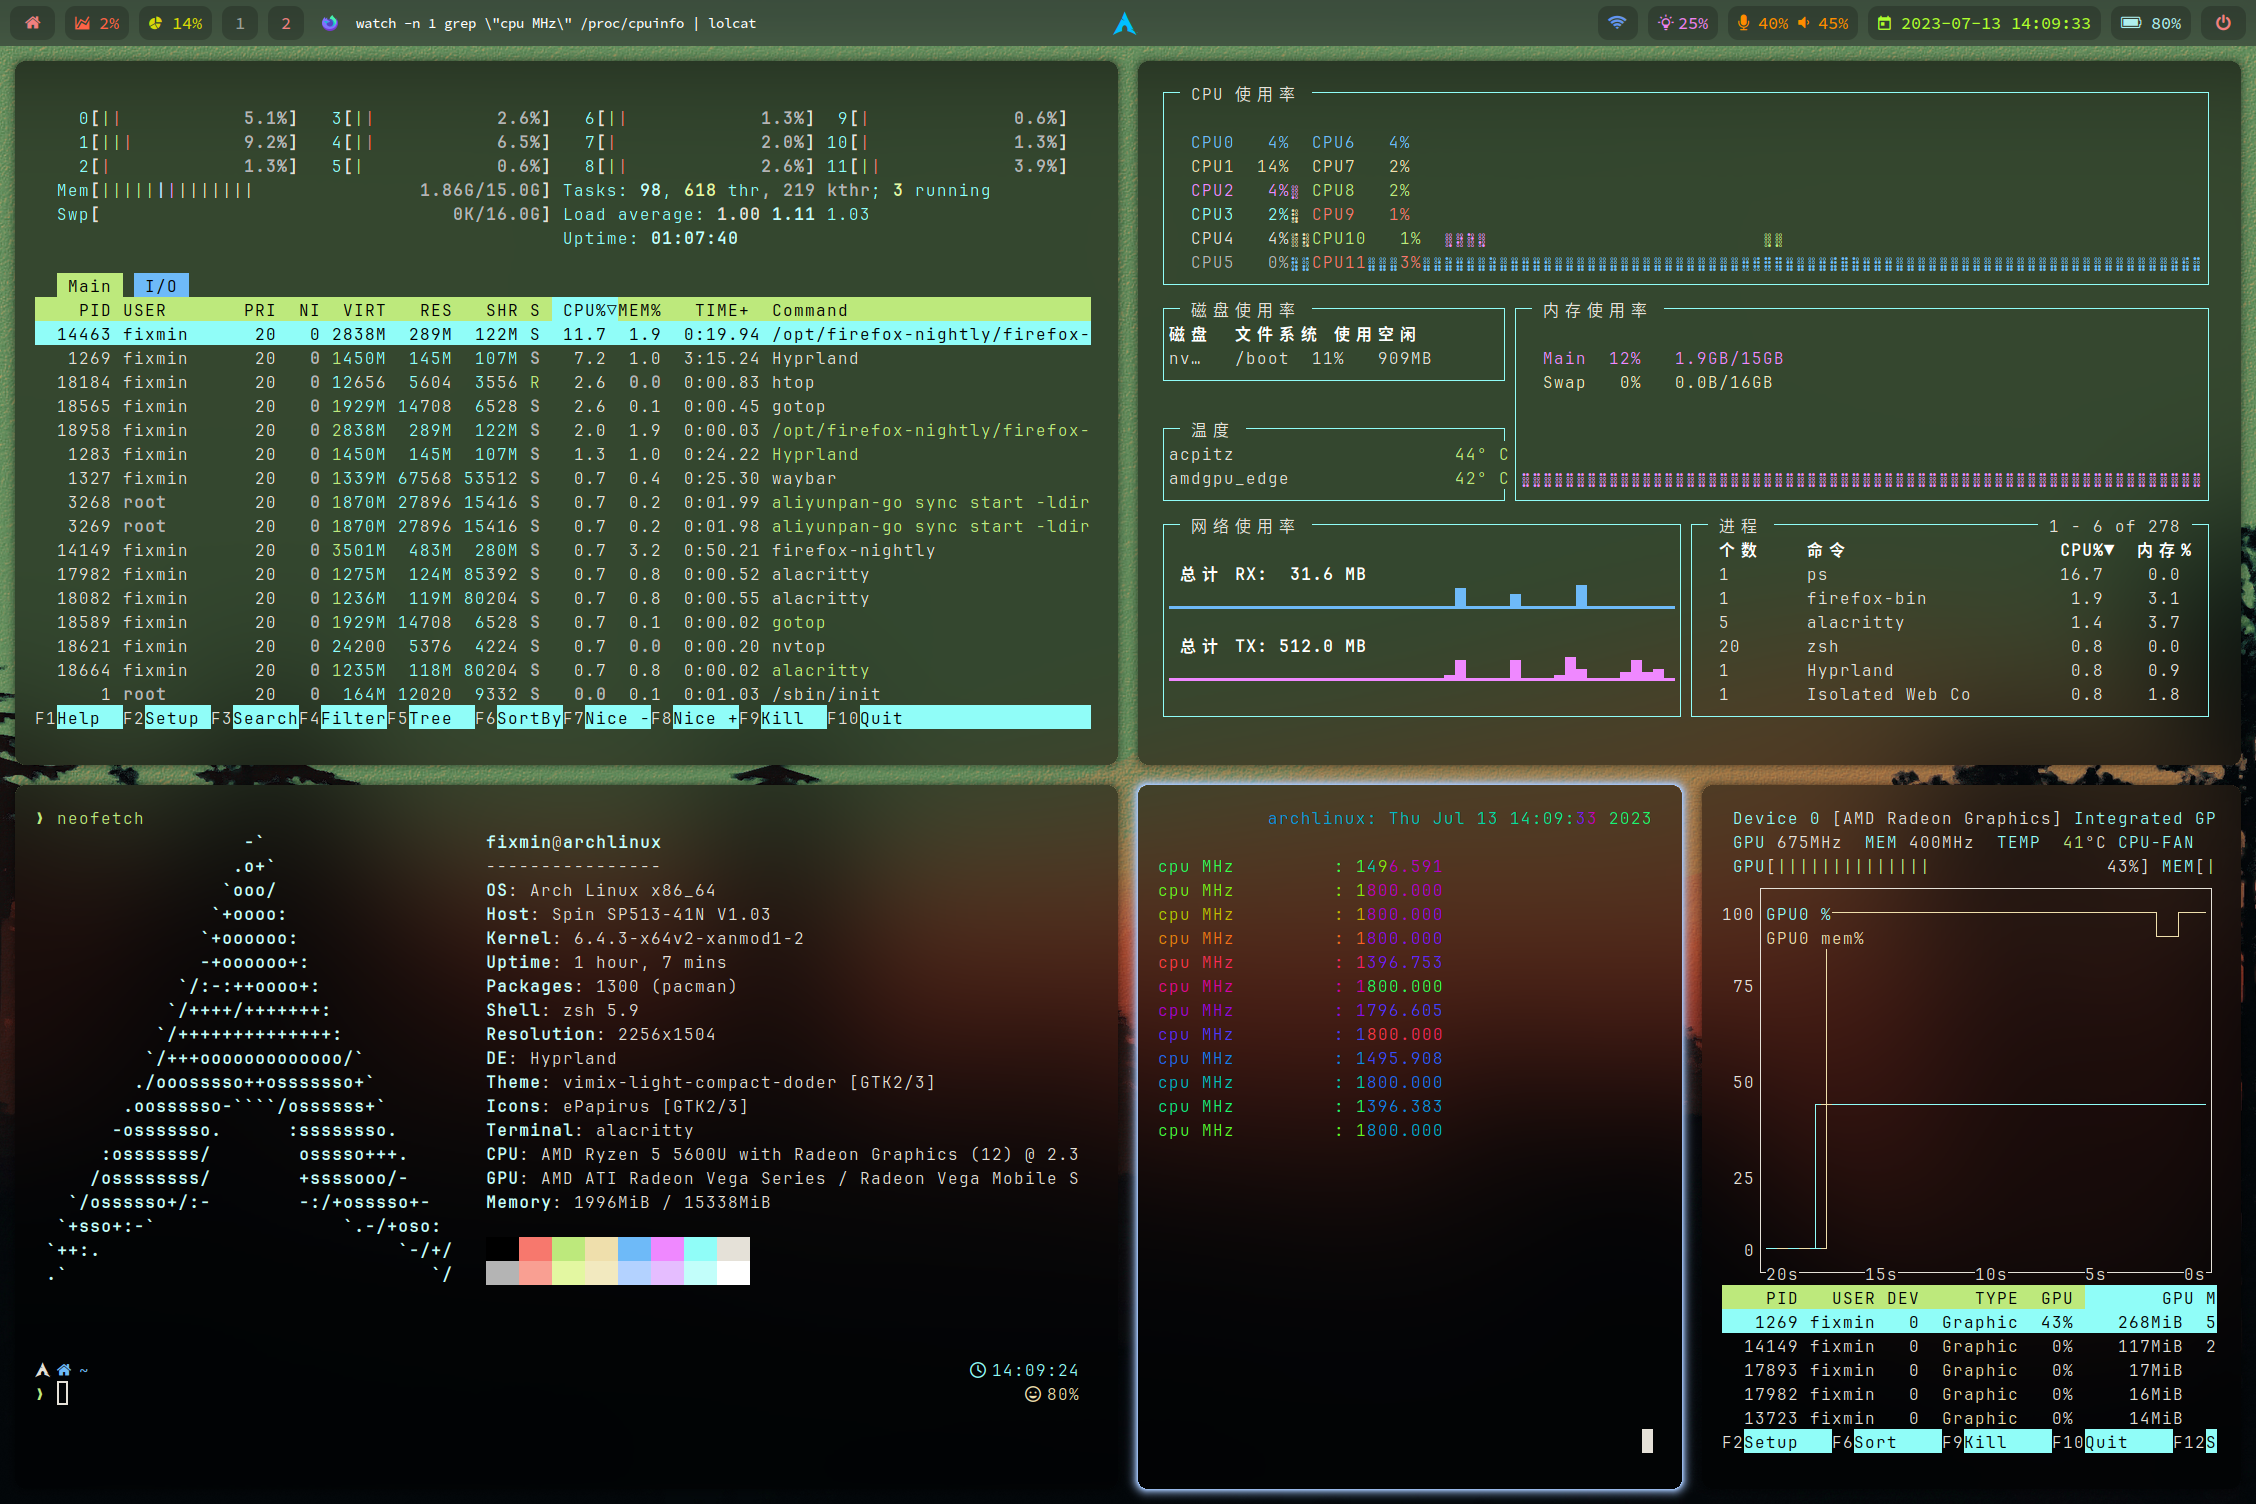 2% 14% 1 2 watch -n 1 grep \"cpu MHz\" /proc/cpuinfo | lolcat 25% 40% 45% 2023-07-13 14:09:33 80%
0[|| 5.1%] 3[|| 2.6%] 6[|| 1.3%] 9[| 0.6%]
1[||| 9.2%] 4[|| 6.5%] 7[| 2.0%] 10[| 1.3%]
2[| 1.3%] 5[| 0.6%] 8[|| 2.6%] 11[|| 3.9%]
Mem[|||||||||||||| 1.86G/15.0G] Tasks: 98, 618 thr, 219 kthr; 3 running
Swp[ 0K/16.0G] Load average: 1.00 1.11 1.03
Uptime: 01:07:40
Main I/O
PID USER PRI NI VIRT RES SHR S CPU%▽MEM% TIME+ Command
14463 fixmin 20 0 2838M 289M 122M S 11.7 1.9 0:19.94 /opt/firefox-nightly/firefox-
1269 fixmin 20 0 1450M 145M 107M S 7.2 1.0 3:15.24 Hyprland
18184 fixmin 20 0 12656 5604 3556 R 2.6 0.0 0:00.83 htop
18565 fixmin 20 0 1929M 14708 6528 S 2.6 0.1 0:00.45 gotop
18958 fixmin 20 0 2838M 289M 122M S 2.0 1.9 0:00.03 /opt/firefox-nightly/firefox-
1283 fixmin 20 0 1450M 145M 107M S 1.3 1.0 0:24.22 Hyprland
1327 fixmin 20 0 1339M 67568 53512 S 0.7 0.4 0:25.30 waybar
3268 root 20 0 1870M 27896 15416 S 0.7 0.2 0:01.99 aliyunpan-go sync start -ldir
3269 root 20 0 1870M 27896 15416 S 0.7 0.2 0:01.98 aliyunpan-go sync start -ldir
14149 fixmin 20 0 3501M 483M 280M S 0.7 3.2 0:50.21 firefox-nightly
17982 fixmin 20 0 1275M 124M 85392 S 0.7 0.8 0:00.52 alacritty
18082 fixmin 20 0 1236M 119M 80204 S 0.7 0.8 0:00.55 alacritty
18589 fixmin 20 0 1929M 14708 6528 S 0.7 0.1 0:00.02 gotop
18621 fixmin 20 0 24200 5376 4224 S 0.7 0.0 0:00.20 nvtop
18664 fixmin 20 0 1235M 118M 80204 S 0.7 0.8 0:00.02 alacritty
1 root 20 0 164M 12020 9332 S 0.0 0.1 0:01.03 /sbin/init
F1Help F2Setup F3SearchF4FilterF5Tree F6SortByF7Nice -F8Nice +F9Kill F10Quit
CPU 使用率
CPU0 4% CPU6 4%
CPU1 14% CPU7 2%
CPU2 4% CPU8 2%
CPU3 2% CPU9 1%
CPU4 4% CPU10 1%
CPU5 0% CPU11 3%
磁盘使用率
磁盘 文件系统 使用空闲
nv… /boot 11% 909MB
内存使用率
Main 12% 1.9GB/15GB
Swap 0% 0.0B/16GB
温度
acpitz 44° C
amdgpu_edge 42° C
网络使用率
总计 RX: 31.6 MB
总计 TX: 512.0 MB
进程 1 - 6 of 278
个数 命令 CPU%▼ 内存%
1 ps 16.7 0.0
1 firefox-bin 1.9 3.1
5 alacritty 1.4 3.7
20 zsh 0.8 0.0
1 Hyprland 0.8 0.9
1 Isolated Web Co 0.8 1.8
❯ neofetch
-`
.o+`
`ooo/
`+oooo:
`+oooooo:
-+oooooo+:
`/:-:++oooo+:
`/++++/+++++++:
`/++++++++++++++:
`/+++ooooooooooooo/`
./ooosssso++osssssso+`
.oossssso-````/ossssss+`
-osssssso. :ssssssso.
:osssssss/ osssso+++.
/ossssssss/ +ssssooo/-
`/ossssso+/:- -:/+osssso+-
`+sso+:-` `.-/+oso:
`++:. `-/+/
.` `/
fixmin@archlinux
----------------
OS: Arch Linux x86_64
Host: Spin SP513-41N V1.03
Kernel: 6.4.3-x64v2-xanmod1-2
Uptime: 1 hour, 7 mins
Packages: 1300 (pacman)
Shell: zsh 5.9
Resolution: 2256x1504
DE: Hyprland
Theme: vimix-light-compact-doder [GTK2/3]
Icons: ePapirus [GTK2/3]
Terminal: alacritty
CPU: AMD Ryzen 5 5600U with Radeon Graphics (12) @ 2.3
GPU: AMD ATI Radeon Vega Series / Radeon Vega Mobile S
Memory: 1996MiB / 15338MiB
~ 14:09:24
❯ 80%
archlinux: Thu Jul 13 14:09:33 2023
cpu MHz : 1496.591
cpu MHz : 1800.000
cpu MHz : 1800.000
cpu MHz : 1800.000
cpu MHz : 1396.753
cpu MHz : 1800.000
cpu MHz : 1796.605
cpu MHz : 1800.000
cpu MHz : 1495.908
cpu MHz : 1800.000
cpu MHz : 1396.383
cpu MHz : 1800.000
Device 0 [AMD Radeon Graphics] Integrated GP
GPU 675MHz MEM 400MHz TEMP 41°C CPU-FAN
GPU[|||||||||||||| 43%] MEM[|
100 GPU0 %
GPU0 mem%
75
50
25
0
20s 15s 10s 5s 0s
PID USER DEV TYPE GPU GPU M
1269 fixmin 0 Graphic 43% 268MiB 5
14149 fixmin 0 Graphic 0% 117MiB 2
17893 fixmin 0 Graphic 0% 17MiB
17982 fixmin 0 Graphic 0% 16MiB
13723 fixmin 0 Graphic 0% 14MiB
F2Setup F6Sort F9Kill F10Quit F12S